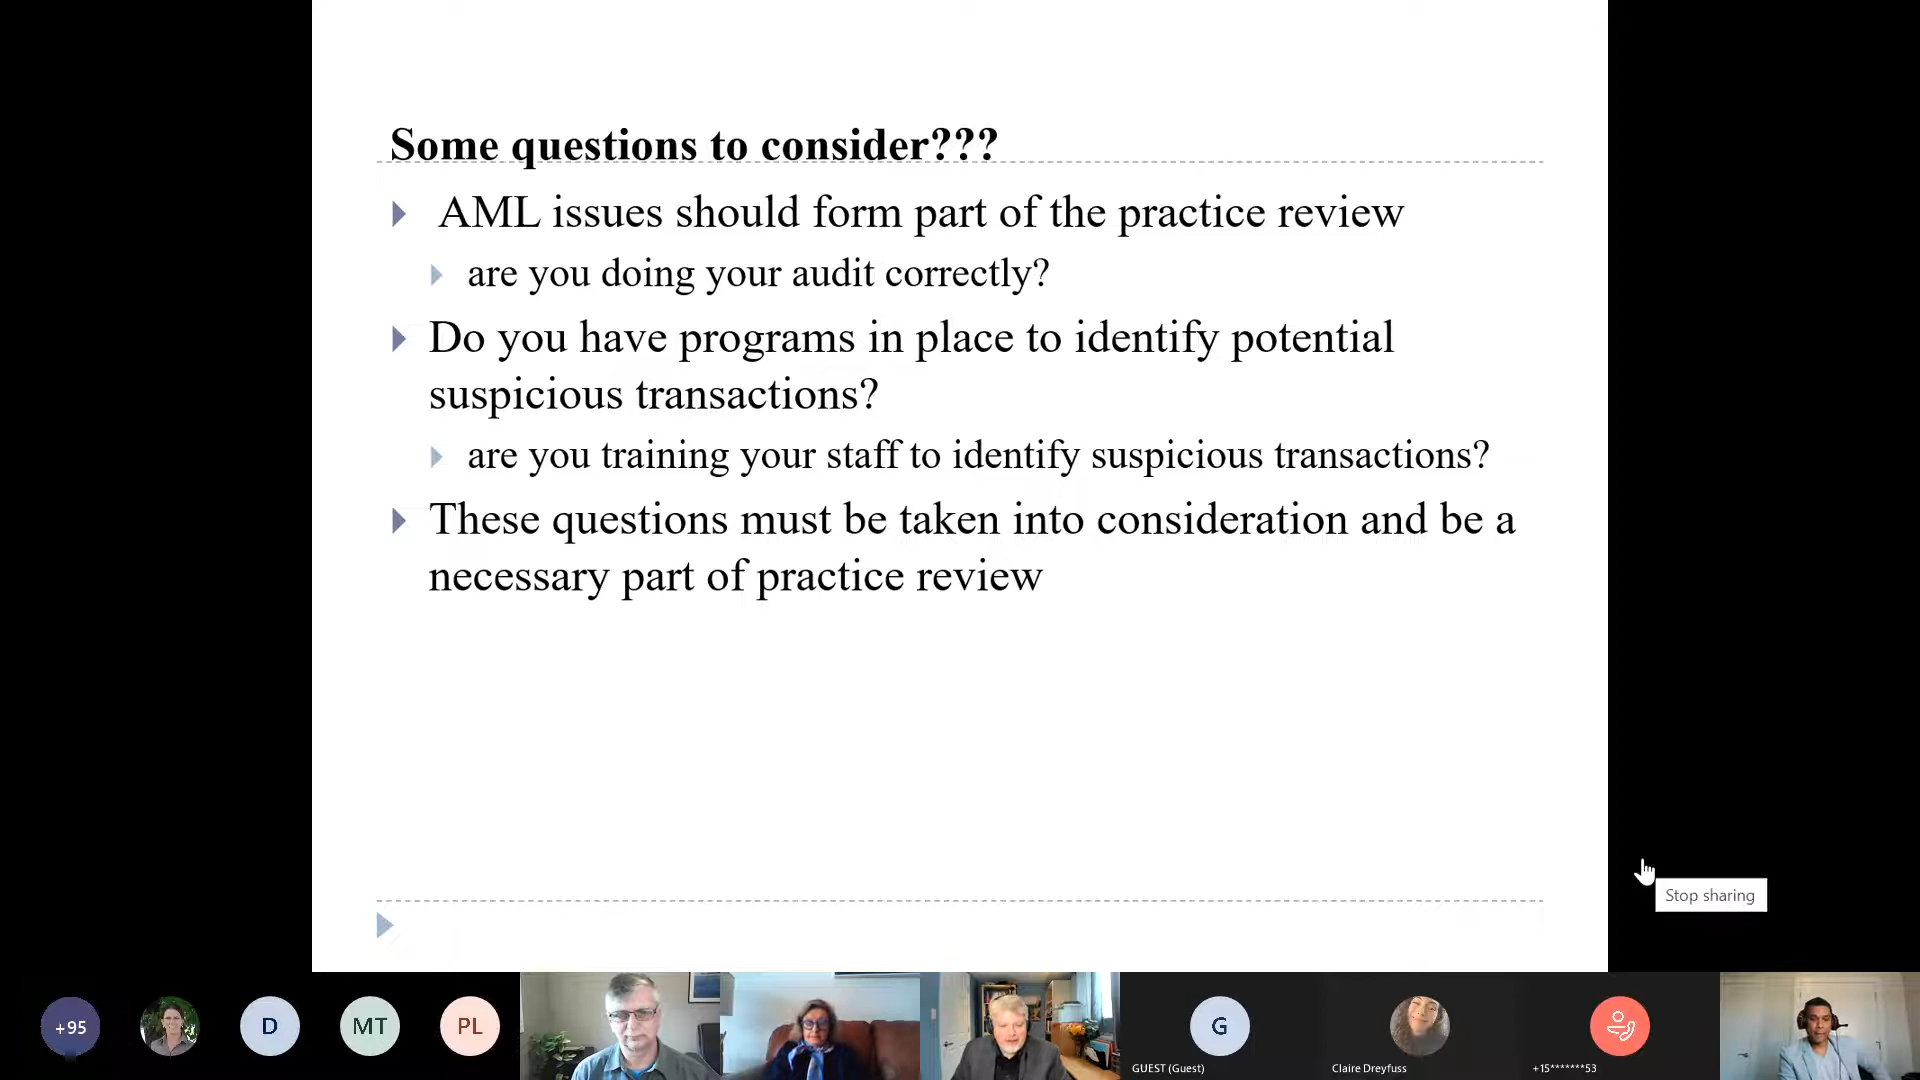 Some questions to consider???
AML issues should form part of the practice review
are you doing your audit correctly?
Do you have programs in place to identify potential
suspicious transactions?
are you training your staff to identify suspicious transactions?
These questions must be taken into consideration and be a
necessary part of practice review
Stop sharing
+95
D
MT
PL
G
GUEST (Guest)
Claire Dreyfuss
+15*******53